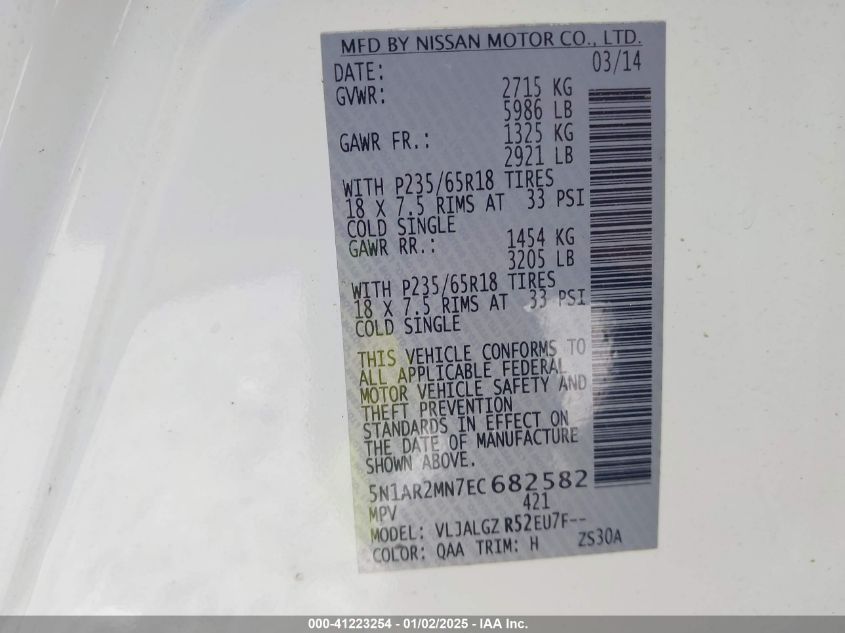 MFD BY NISSAN MOTOR CO., LTD.
DATE: 03/14
GVWR: 2715 KG
5986 LB
GAWR FR.: 1325 KG
2921 LB
WITH P235/65R18 TIRES
18 X 7.5 RIMS AT 33 PSI
COLD SINGLE
GAWR RR.: 1454 KG
3205 LB
WITH P235/65R18 TIRES
18 X 7.5 RIMS AT 33 PSI
COLD SINGLE
THIS VEHICLE CONFORMS TO
ALL APPLICABLE FEDERAL
MOTOR VEHICLE SAFETY AND
THEFT PREVENTION
STANDARDS IN EFFECT ON
THE DATE OF MANUFACTURE
SHOWN ABOVE.
5N1AR2MN7EC682582
MPV 421
MODEL: VLJALGZ R52EU7F--
COLOR: QAA TRIM: H ZS30A
000-41223254 - 01/02/2025 - IAA Inc.